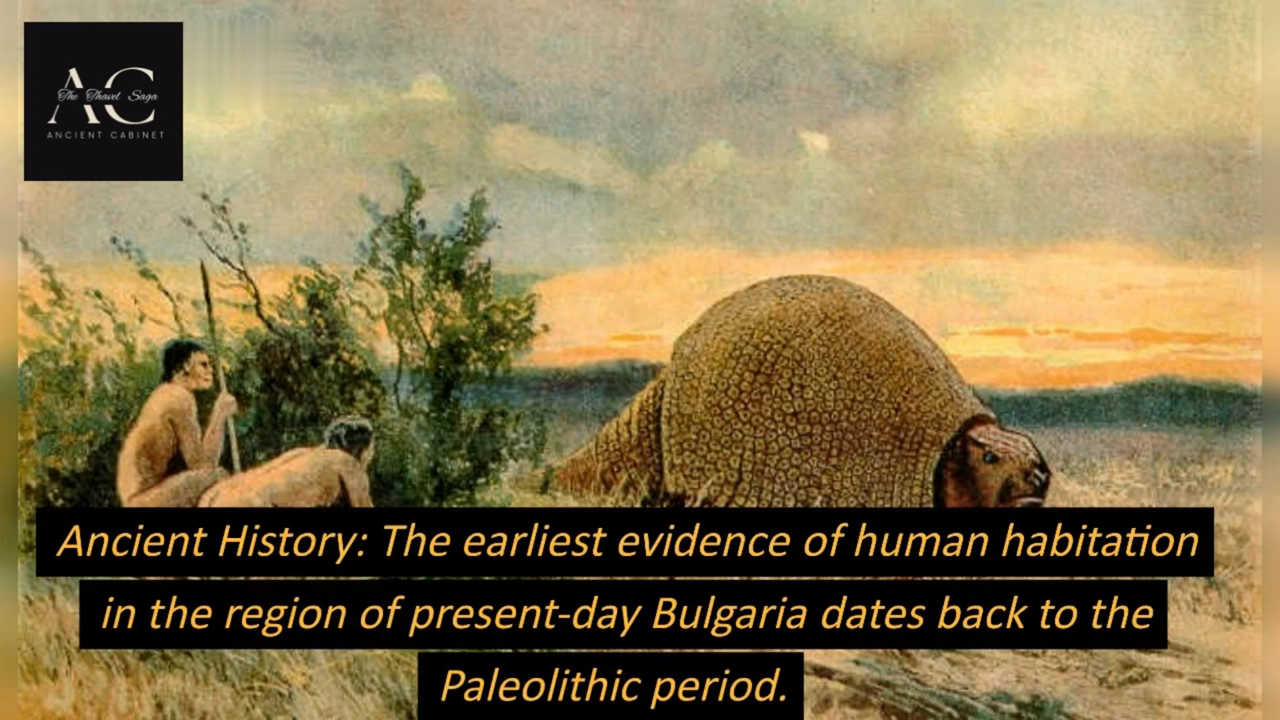 AC
The Travel Saga
ANCIENT CABINET
Ancient History: The earliest evidence of human habitation
in the region of present-day Bulgaria dates back to the
Paleolithic period.